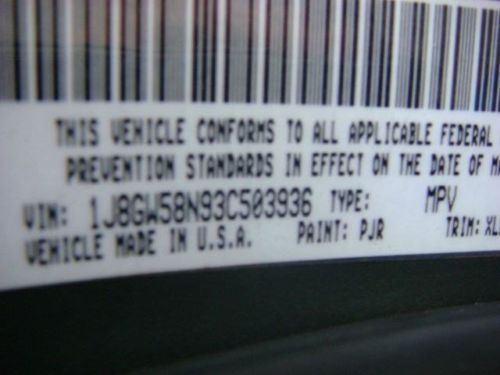 THIS VEHICLE CONFORMS TO ALL APPLICABLE FEDERAL
PREVENTION STANDARDS IN EFFECT ON THE DATE OF
VIN: 1J8GW58N93C503936 TYPE: MPV
VEHICLE MADE IN U.S.A. PAINT: PJR TRIM: